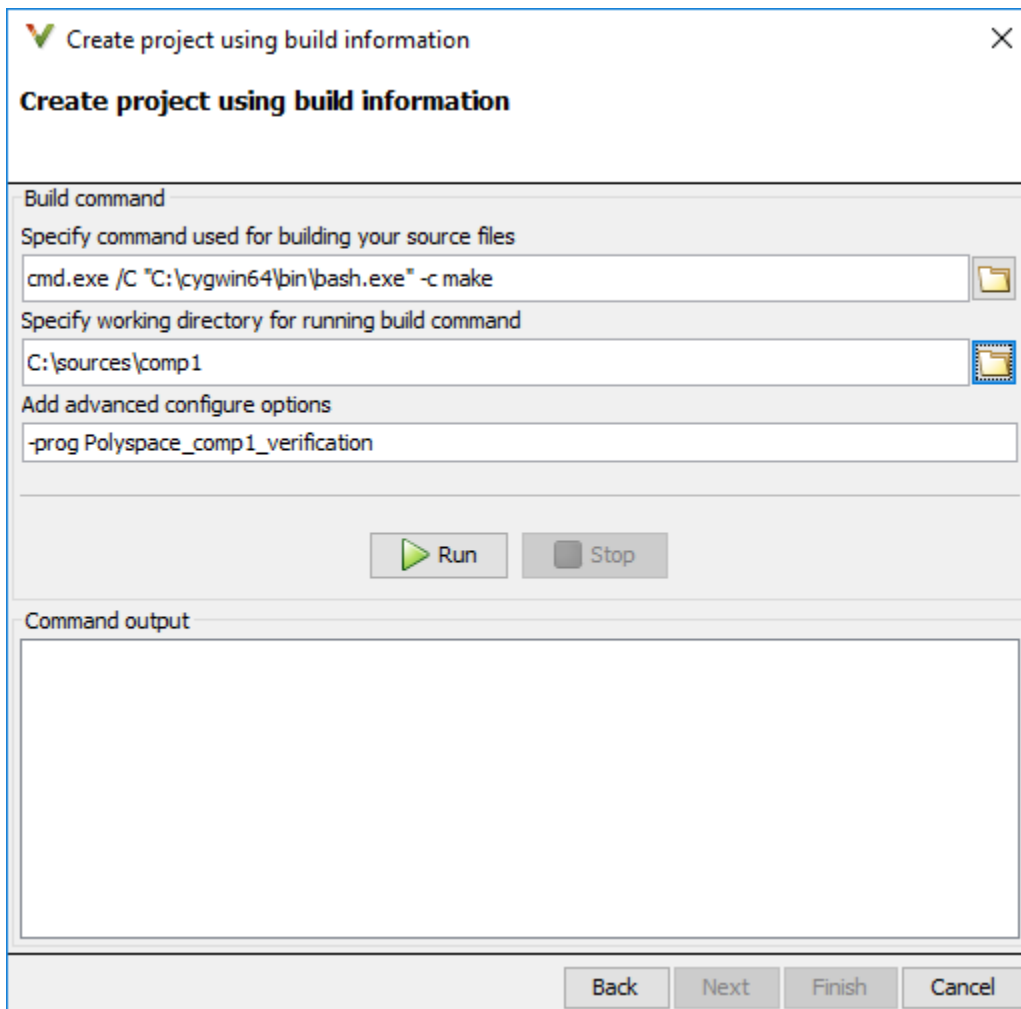 Create project using build information
Create project using build information
Build command
Specify command used for building your source files
cmd.exe /C "C:\cygwin64\bin\bash.exe" -c make
Specify working directory for running build command
C:\sources\comp1
Add advanced configure options
-prog Polyspace_comp1_verification
Run Stop
Command output
Back Next Finish Cancel